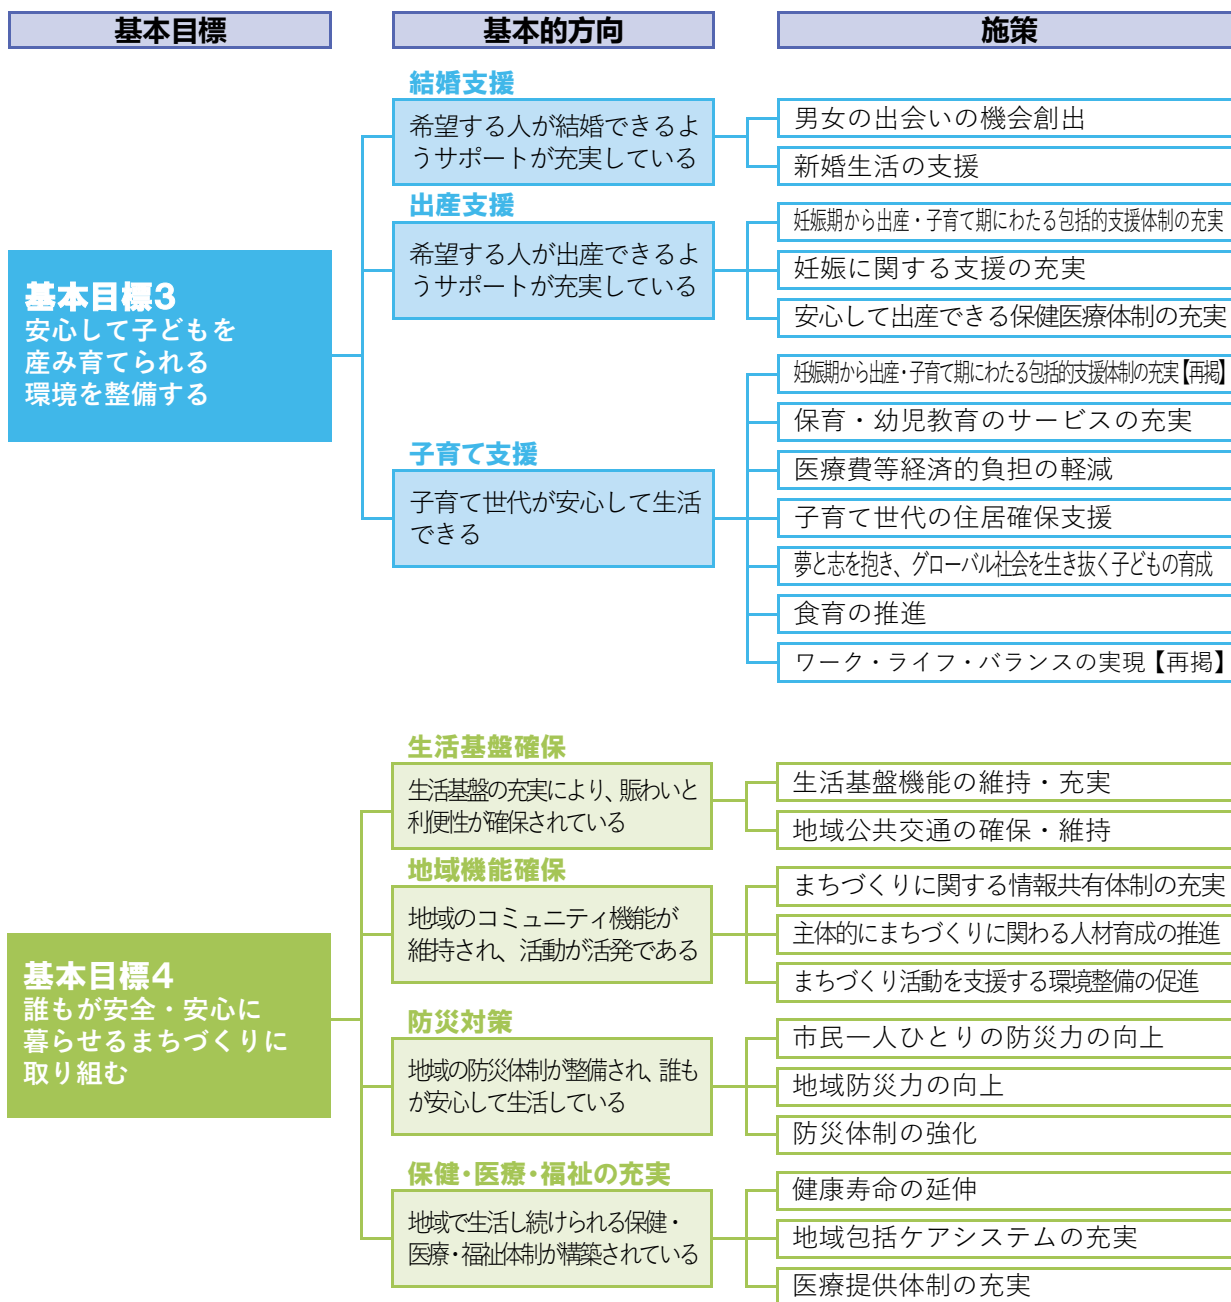 基本目標
基本的方向
施策
基本目標3
安心して子どもを
産み育てられる
環境を整備する
結婚支援
希望する人が結婚できるよ
うサポートが充実している
男女の出会いの機会創出
新婚生活の支援
出産支援
希望する人が出産できるよ
うサポートが充実している
妊娠期から出産・子育て期にわたる包括的支援体制の充実
妊娠に関する支援の充実
安心して出産できる保健医療体制の充実
子育て支援
子育て世代が安心して生活
できる
妊娠期から出産・子育て期にわたる包括的支援体制の充実【再掲】
保育・幼児教育のサービスの充実
医療費等経済的負担の軽減
子育て世代の住居確保支援
夢と志を抱き、グローバル社会を生き抜く子どもの育成
食育の推進
ワーク・ライフ・バランスの実現【再掲】
基本目標4
誰もが安全・安心に
暮らせるまちづくりに
取り組む
生活基盤確保
生活基盤の充実により、賑わいと
利便性が確保されている
生活基盤機能の維持・充実
地域公共交通の確保・維持
地域機能確保
地域のコミュニティ機能が
維持され、活動が活発である
まちづくりに関する情報共有体制の充実
主体的にまちづくりに関わる人材育成の推進
まちづくり活動を支援する環境整備の促進
防災対策
地域の防災体制が整備され、誰も
が安心して生活している
市民一人ひとりの防災力の向上
地域防災力の向上
防災体制の強化
保健・医療・福祉の充実
地域で生活し続けられる保健・
医療・福祉体制が構築されている
健康寿命の延伸
地域包括ケアシステムの充実
医療提供体制の充実